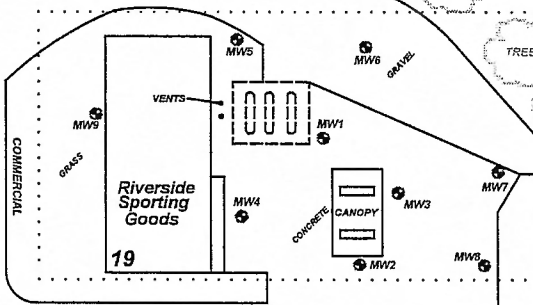 MW5
MW6
TREE
GRAVEL
VENTS
MW9
MW1
COMMERCIAL
GRASS
MW7
Riverside
Sporting
Goods
MW4
CONCRETE
CANOPY
MW3
19
MW2
MW8